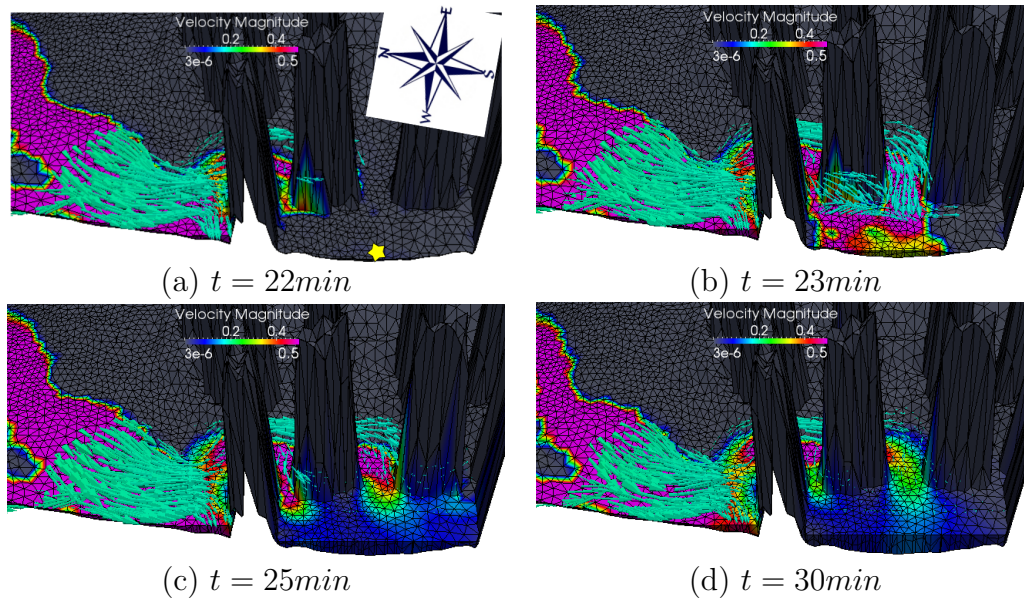 Velocity Magnitude
0.2 0.4
3e-6 0.5
E
N
S
W
Velocity Magnitude
0.2 0.4
3e-6 0.5
(a) t = 22min
(b) t = 23min
Velocity Magnitude
0.2 0.4
3e-6 0.5
Velocity Magnitude
0.2 0.4
3e-6 0.5
(c) t = 25min
(d) t = 30min